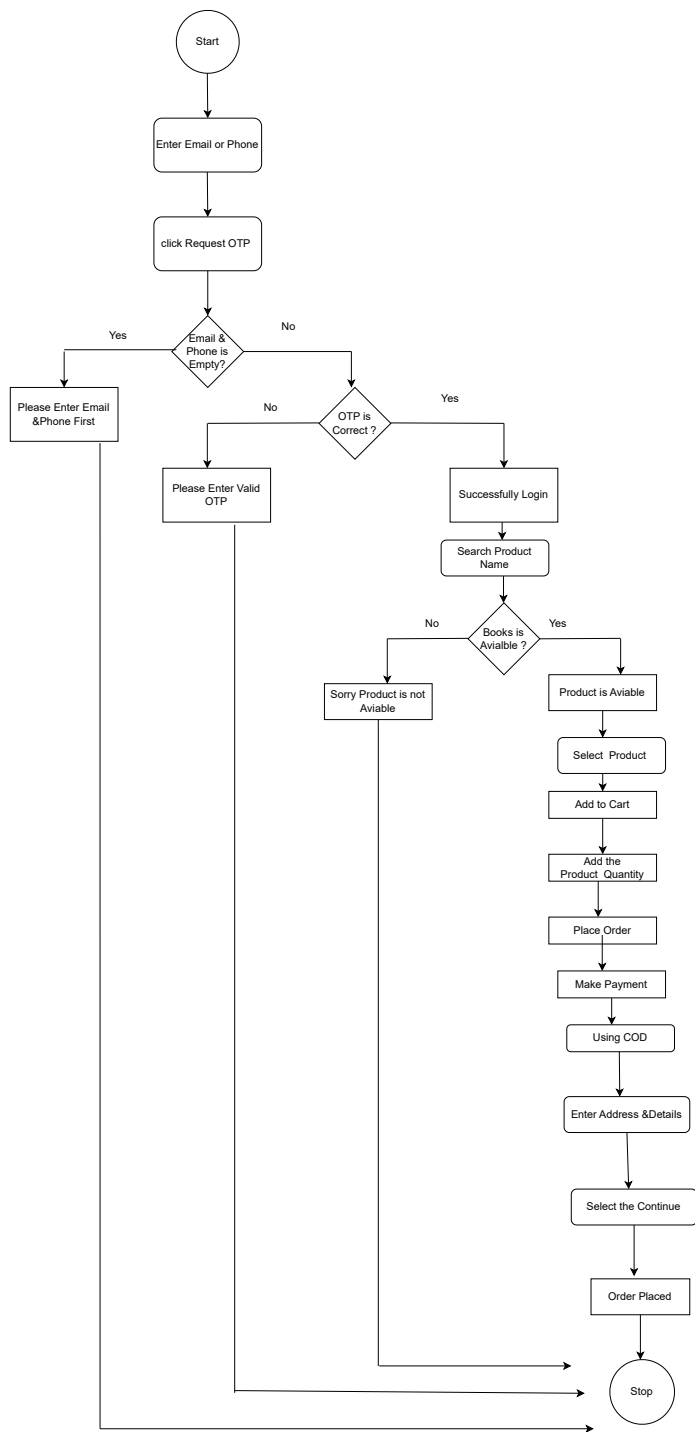 Start
Enter Email or Phone
click Request OTP
Email &
Phone is
Empty?
Yes
No
Please Enter Email
&Phone First
OTP is
Correct ?
No
Yes
Please Enter Valid
OTP
Successfully Login
Search Product
Name
Books is
Avialble ?
No
Yes
Sorry Product is not
Aviable
Product is Aviable
Select Product
Add to Cart
Add the
Product Quantity
Place Order
Make Payment
Using COD
Enter Address &Details
Select the Continue
Order Placed
Stop